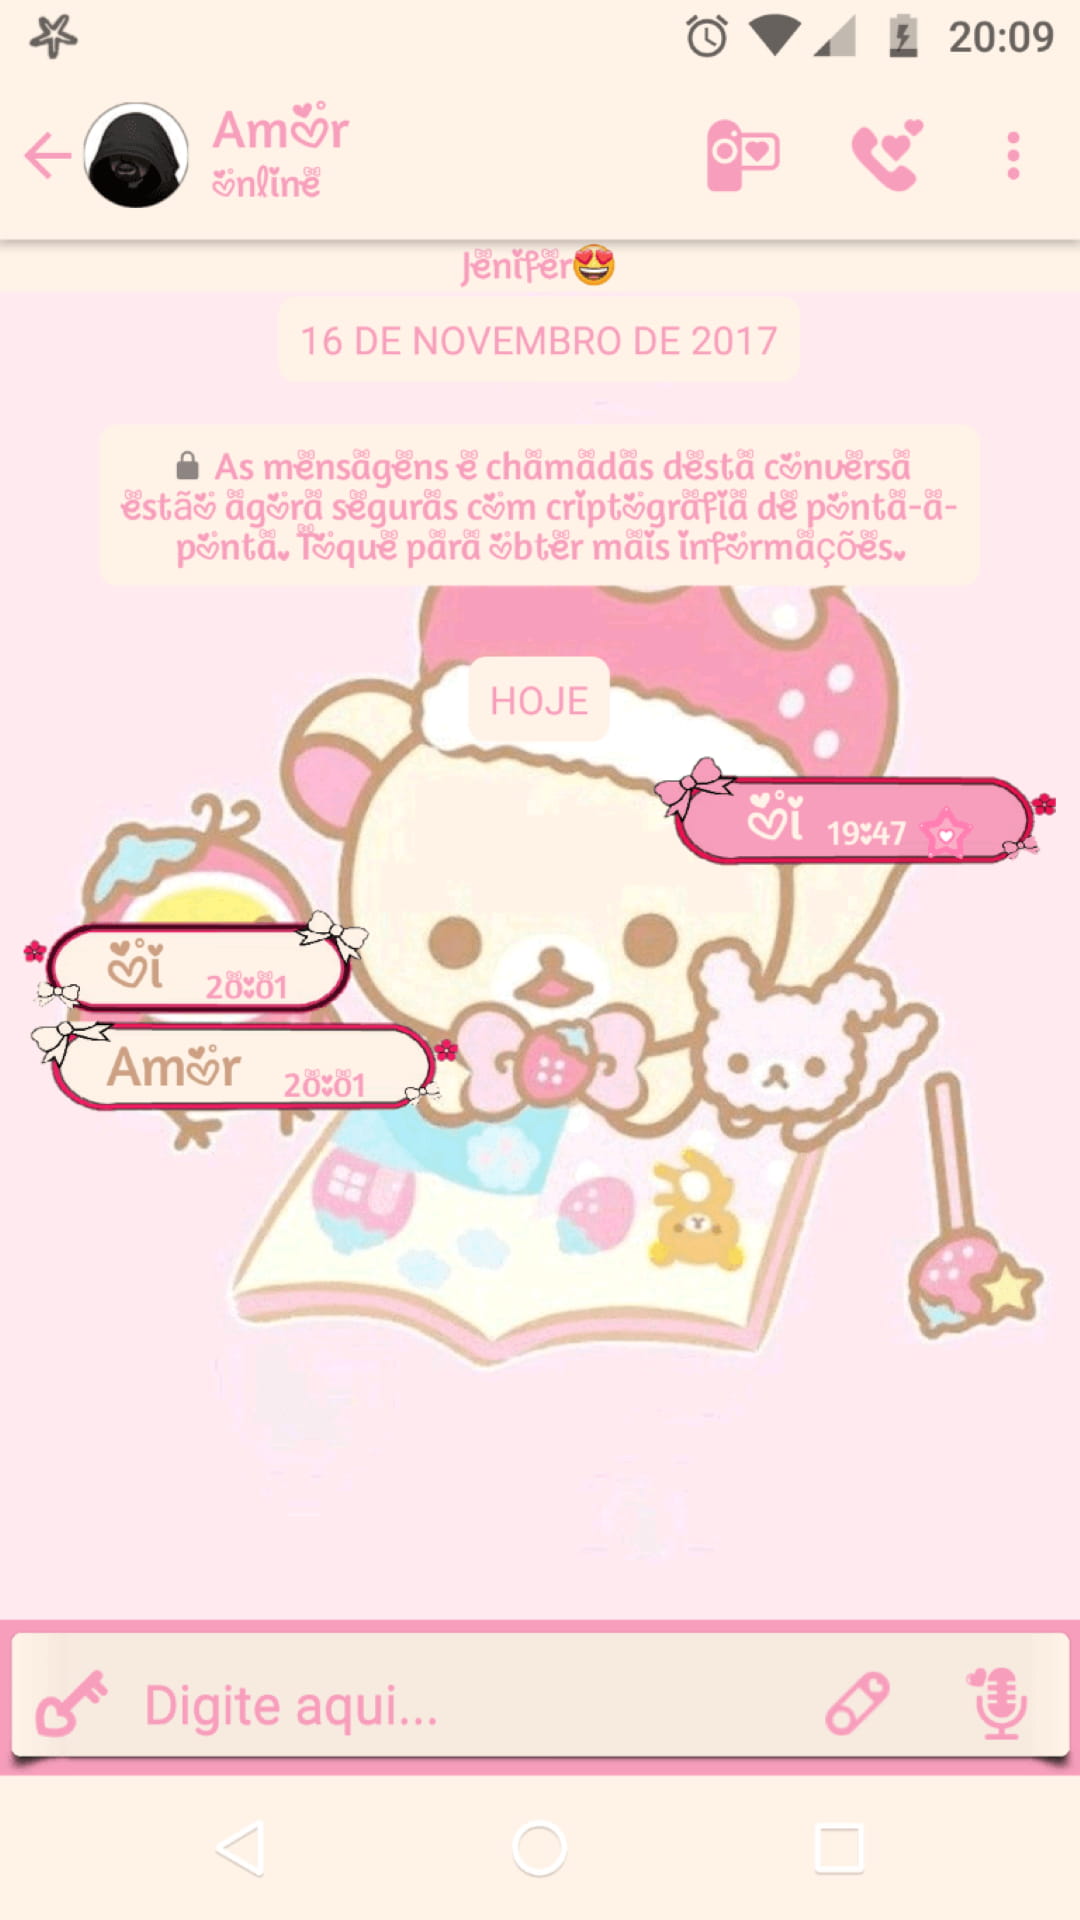 20:09
Amor
online
Jenifer😍
16 DE NOVEMBRO DE 2017
As mensagens e chamadas desta conversa
estão agora seguras com criptografia de ponta-a-
ponta. Toque para obter mais informações.
HOJE
Oi 19:47
Oi 20:01
Amor 20:01
Digite aqui...